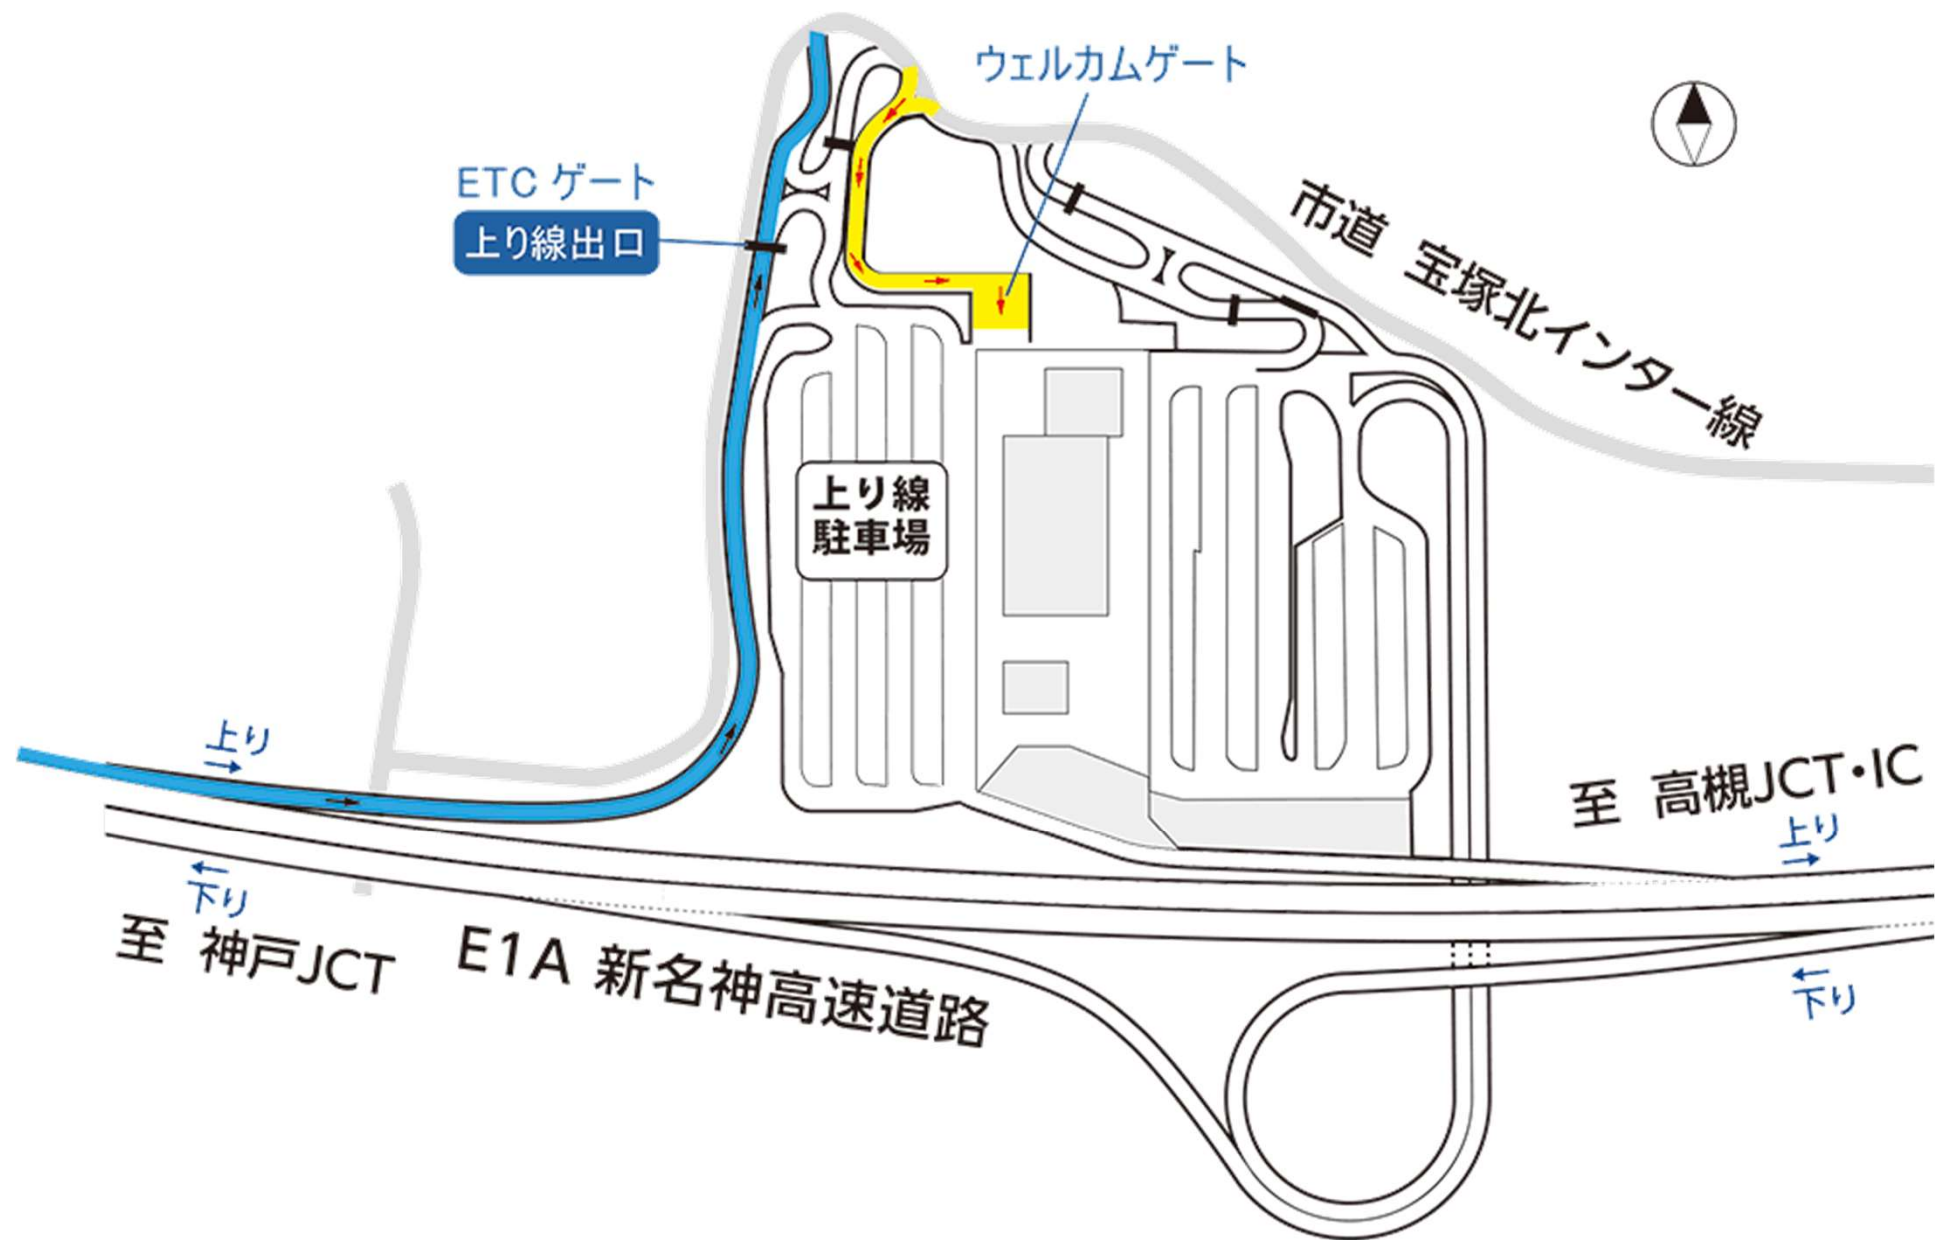 ウェルカムゲート
ETC ゲート
上り線出口
市道 宝塚北インター線
上り線
駐車場
上り
至 高槻JCT・IC
上り
下り
至 神戸JCT
E1A 新名神高速道路
下り